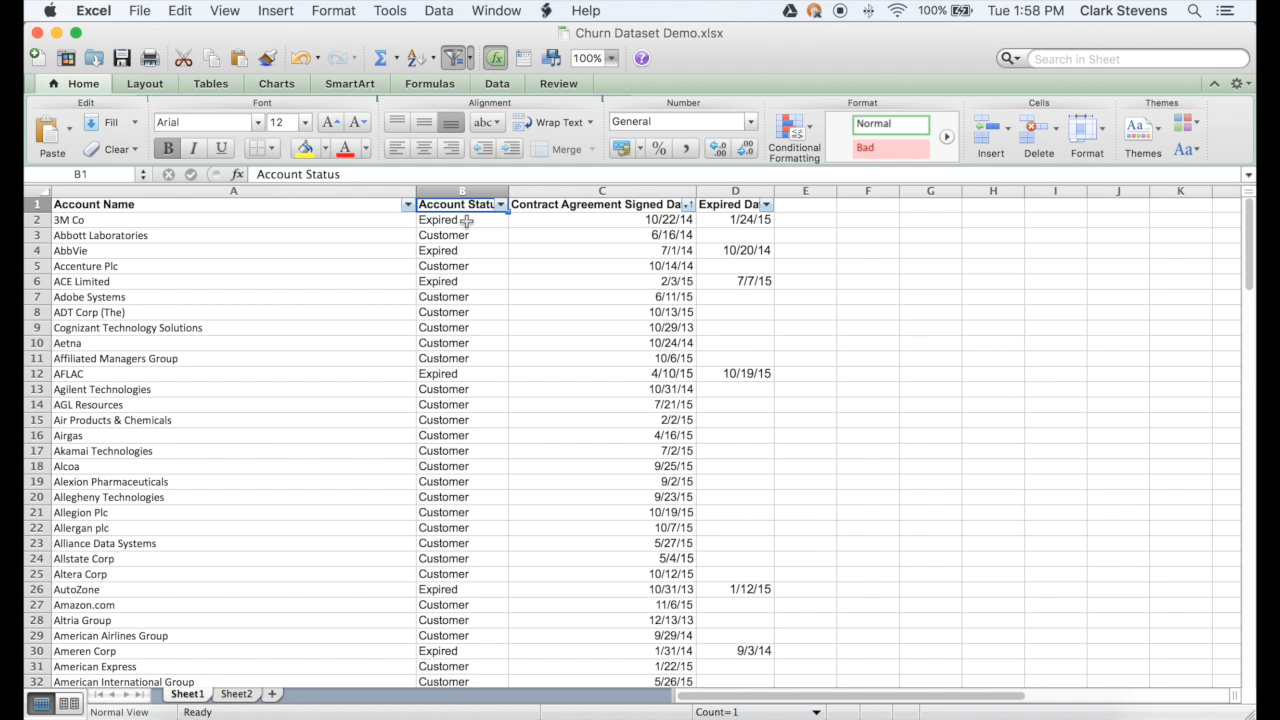 Excel File Edit View Insert Format Tools Data Window Help 100% Tue 1:58 PM Clark Stevens
Churn Dataset Demo.xlsx
100% Search in Sheet
Home Layout Tables Charts SmartArt Formulas Data Review
Edit Font Alignment Number Format Cells Themes
Fill Arial 12 A A abc Wrap Text General Normal
Paste Clear B I U A Merge % Conditional Formatting Bad Insert Delete Format Themes Aa
B1 fx Account Status
A B C D E F G H I J K
1 Account Name Account Statu Contract Agreement Signed Da Expired Da
2 3M Co Expired 10/22/14 1/24/15
3 Abbott Laboratories Customer 6/16/14
4 AbbVie Expired 7/1/14 10/20/14
5 Accenture Plc Customer 10/14/14
6 ACE Limited Expired 2/3/15 7/7/15
7 Adobe Systems Customer 6/11/15
8 ADT Corp (The) Customer 10/13/15
9 Cognizant Technology Solutions Customer 10/29/13
10 Aetna Customer 10/24/14
11 Affiliated Managers Group Customer 10/6/15
12 AFLAC Expired 4/10/15 10/19/15
13 Agilent Technologies Customer 10/31/14
14 AGL Resources Customer 7/21/15
15 Air Products & Chemicals Customer 2/2/15
16 Airgas Customer 4/16/15
17 Akamai Technologies Customer 7/2/15
18 Alcoa Customer 9/25/15
19 Alexion Pharmaceuticals Customer 9/2/15
20 Allegheny Technologies Customer 9/23/15
21 Allegion Plc Customer 10/19/15
22 Allergan plc Customer 10/7/15
23 Alliance Data Systems Customer 5/27/15
24 Allstate Corp Customer 5/4/15
25 Altera Corp Customer 10/12/15
26 AutoZone Expired 10/31/13 1/12/15
27 Amazon.com Customer 11/6/15
28 Altria Group Customer 12/13/13
29 American Airlines Group Customer 9/29/14
30 Ameren Corp Expired 1/31/14 9/3/14
31 American Express Customer 1/22/15
32 American International Group Customer 5/26/15
Sheet1 Sheet2 +
Normal View Ready Count=1